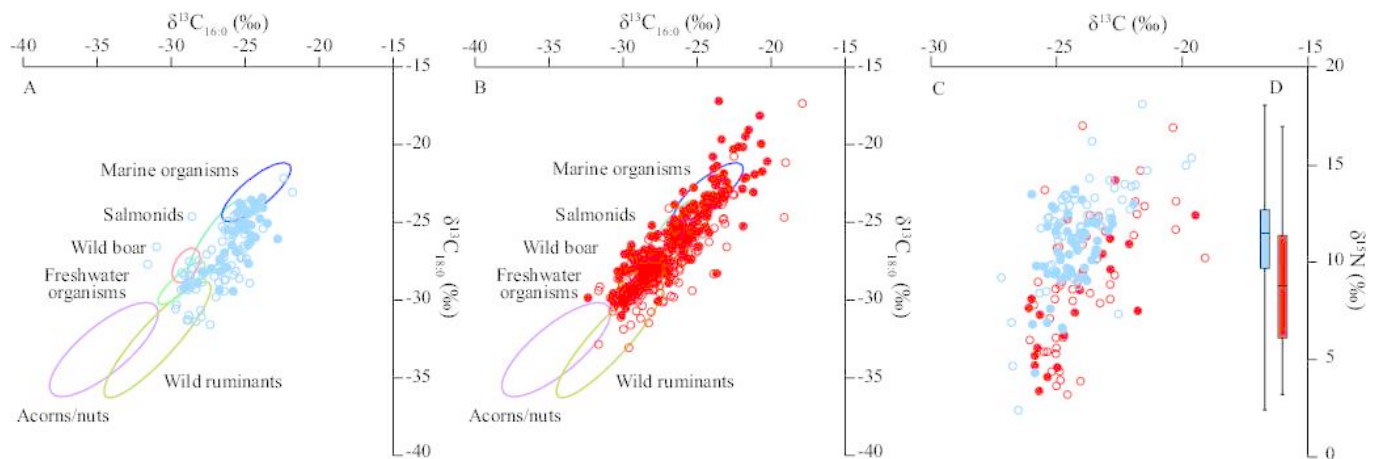 δ¹³C₁₆:₀ (‰)
-40 -35 -30 -25 -20 -15
-15
-20
-25
-30
-35
-40
δ¹³C₁₈:₀ (‰)
A
Marine organisms
Salmonids
Wild boar
Freshwater
organisms
Wild ruminants
Acorns/nuts
δ¹³C₁₆:₀ (‰)
-40 -35 -30 -25 -20 -15
-15
-20
-25
-30
-35
-40
δ¹³C₁₈:₀ (‰)
B
Marine organisms
Salmonids
Wild boar
Freshwater
organisms
Wild ruminants
Acorns/nuts
δ¹³C (‰)
-30 -25 -20 -15
C
D
20
15
10
5
0
δ¹⁵N (‰)